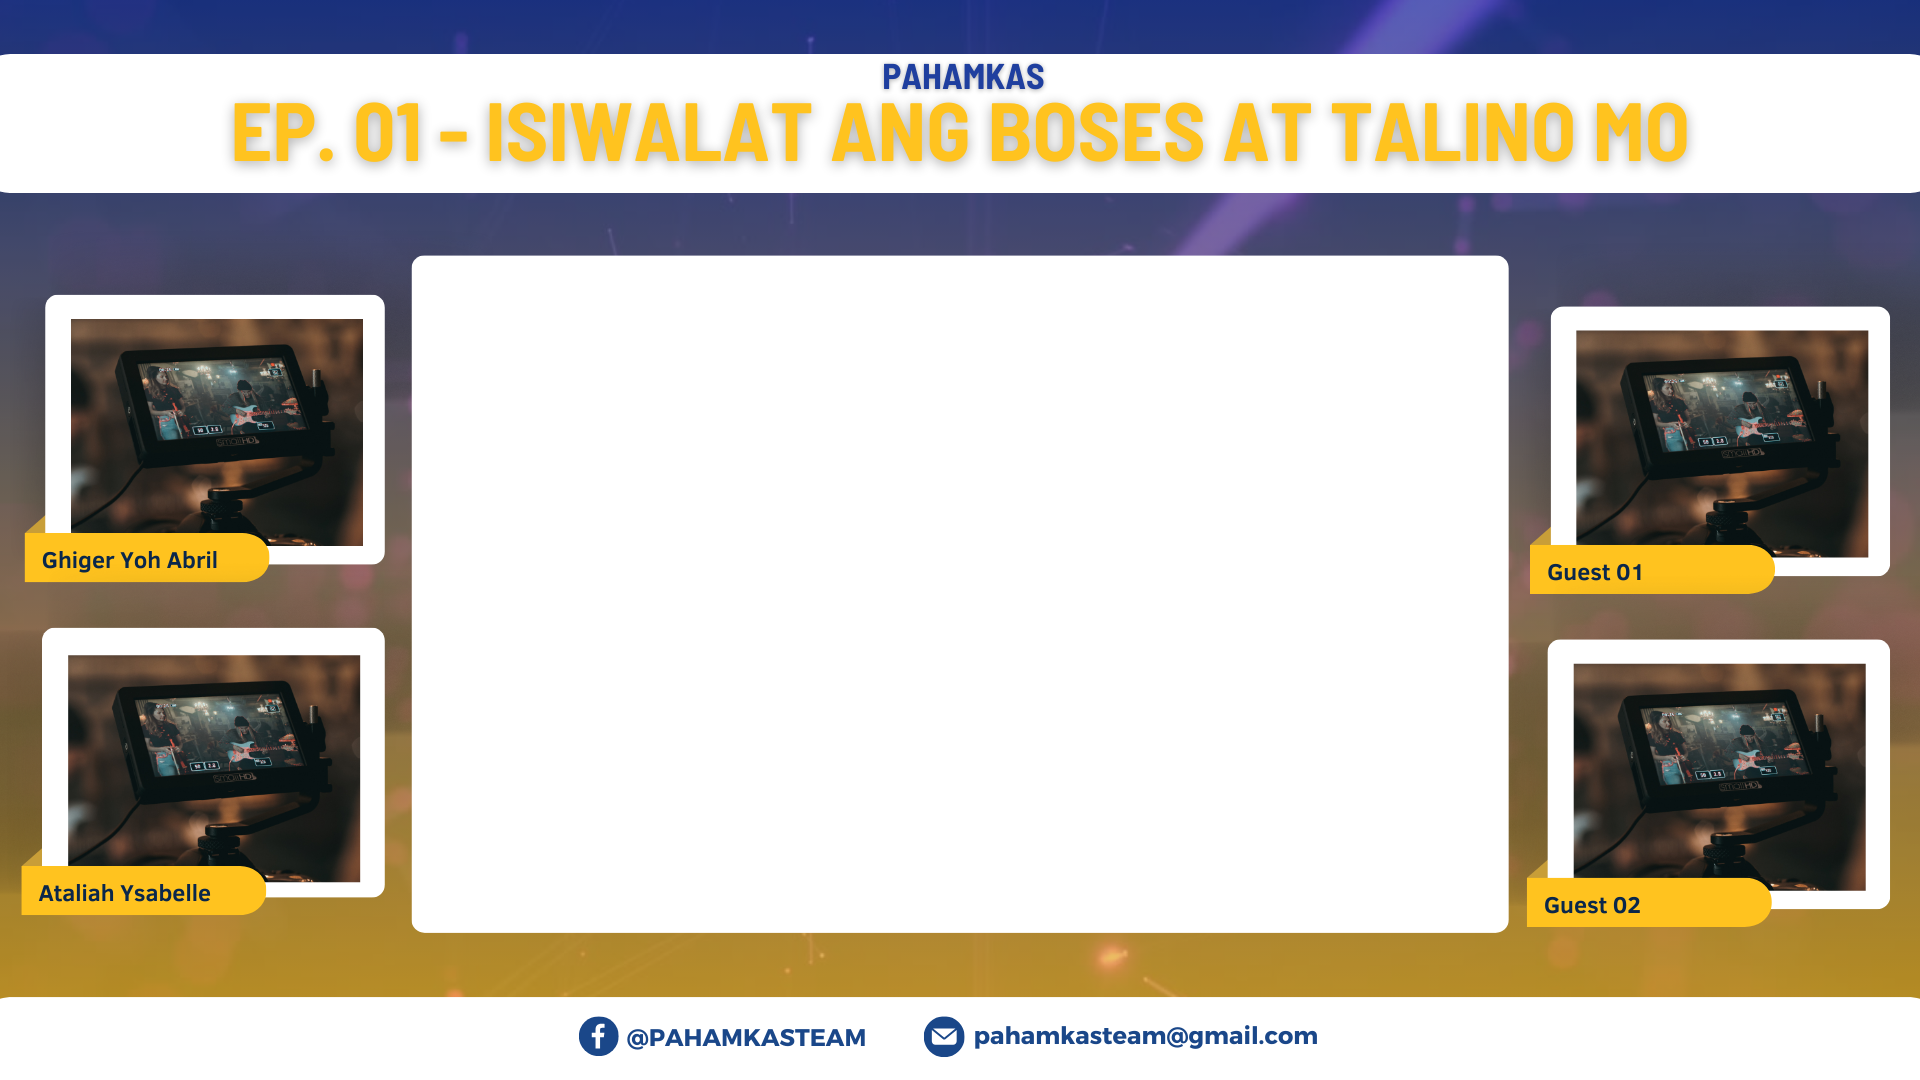 PAHAMKAS
EP. 01 - ISIWALAT ANG BOSES AT TALINO MO
Ghiger Yoh Abril
Guest 01
Ataliah Ysabelle
Guest 02
@PAHAMKASTEAM
pahamkasteam@gmail.com